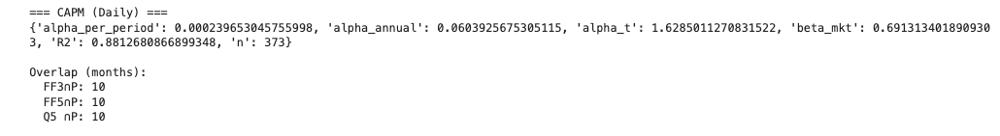 === CAPM (Daily) ===
{'alpha_per_period': 0.000239653045755998, 'alpha_annual': 0.0603925675305115, 'alpha_t': 1.6285011270831522, 'beta_mkt': 0.691313401890930
3, 'R2': 0.8812680866899348, 'n': 373}
Overlap (months):
FF3∩P: 10
FF5∩P: 10
Q5 ∩P: 10